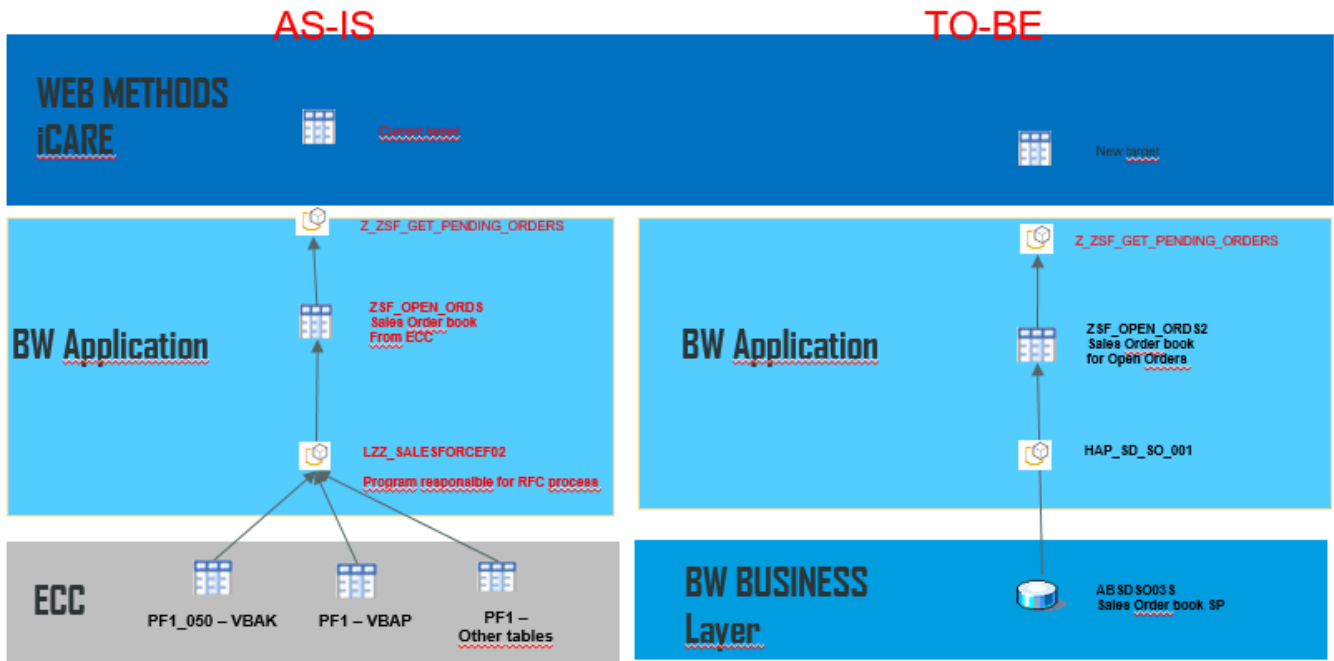 AS-IS
TO-BE
WEB METHODS
iCARE
Current target
New target
Z_ZSF_GET_PENDING_ORDERS
ZSF_OPEN_ORDS
Sales Order book
From ECC
BW Application
LZZ_SALESFORCEF02
Program responsible for RFC process
Z_ZSF_GET_PENDING_ORDERS
BW Application
ZSF_OPEN_ORDS2
Sales Order book
for Open Orders
HAP_SD_SO_001
ECC
PF1_050 – VBAK
PF1 – VBAP
PF1 –
Other tables
BW BUSINESS
Layer
ABSDSO03S
Sales Order book SP